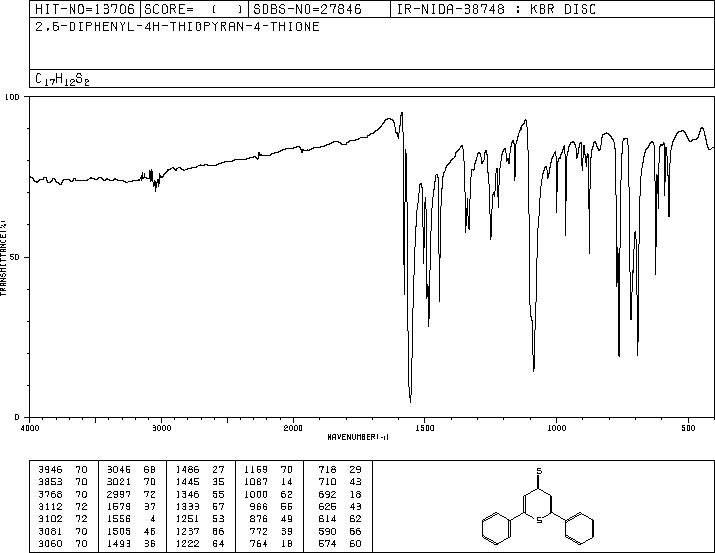 HIT-NO=13706 SCORE= ( ) SDBS-NO=27846 IR-NIDA-38748 : KBR DISC
2,6-DIPHENYL-4H-THIOPYRAN-4-THIONE
C17H12S2
100
50
0
TRANSMITTANCE(%)
4000 3000 2000 1500 1000 500
WAVENUMBER(-1)
3946 70 3046 68 1486 27 1169 70 718 29
3853 70 3021 70 1445 35 1087 14 710 43
3768 70 2997 72 1346 55 1000 62 692 18
3112 72 1579 37 1333 57 966 55 625 43
3102 72 1556 4 1251 53 876 49 614 62
3081 70 1505 46 1237 66 772 39 590 66
3060 70 1493 36 1222 64 764 18 574 60
S
S